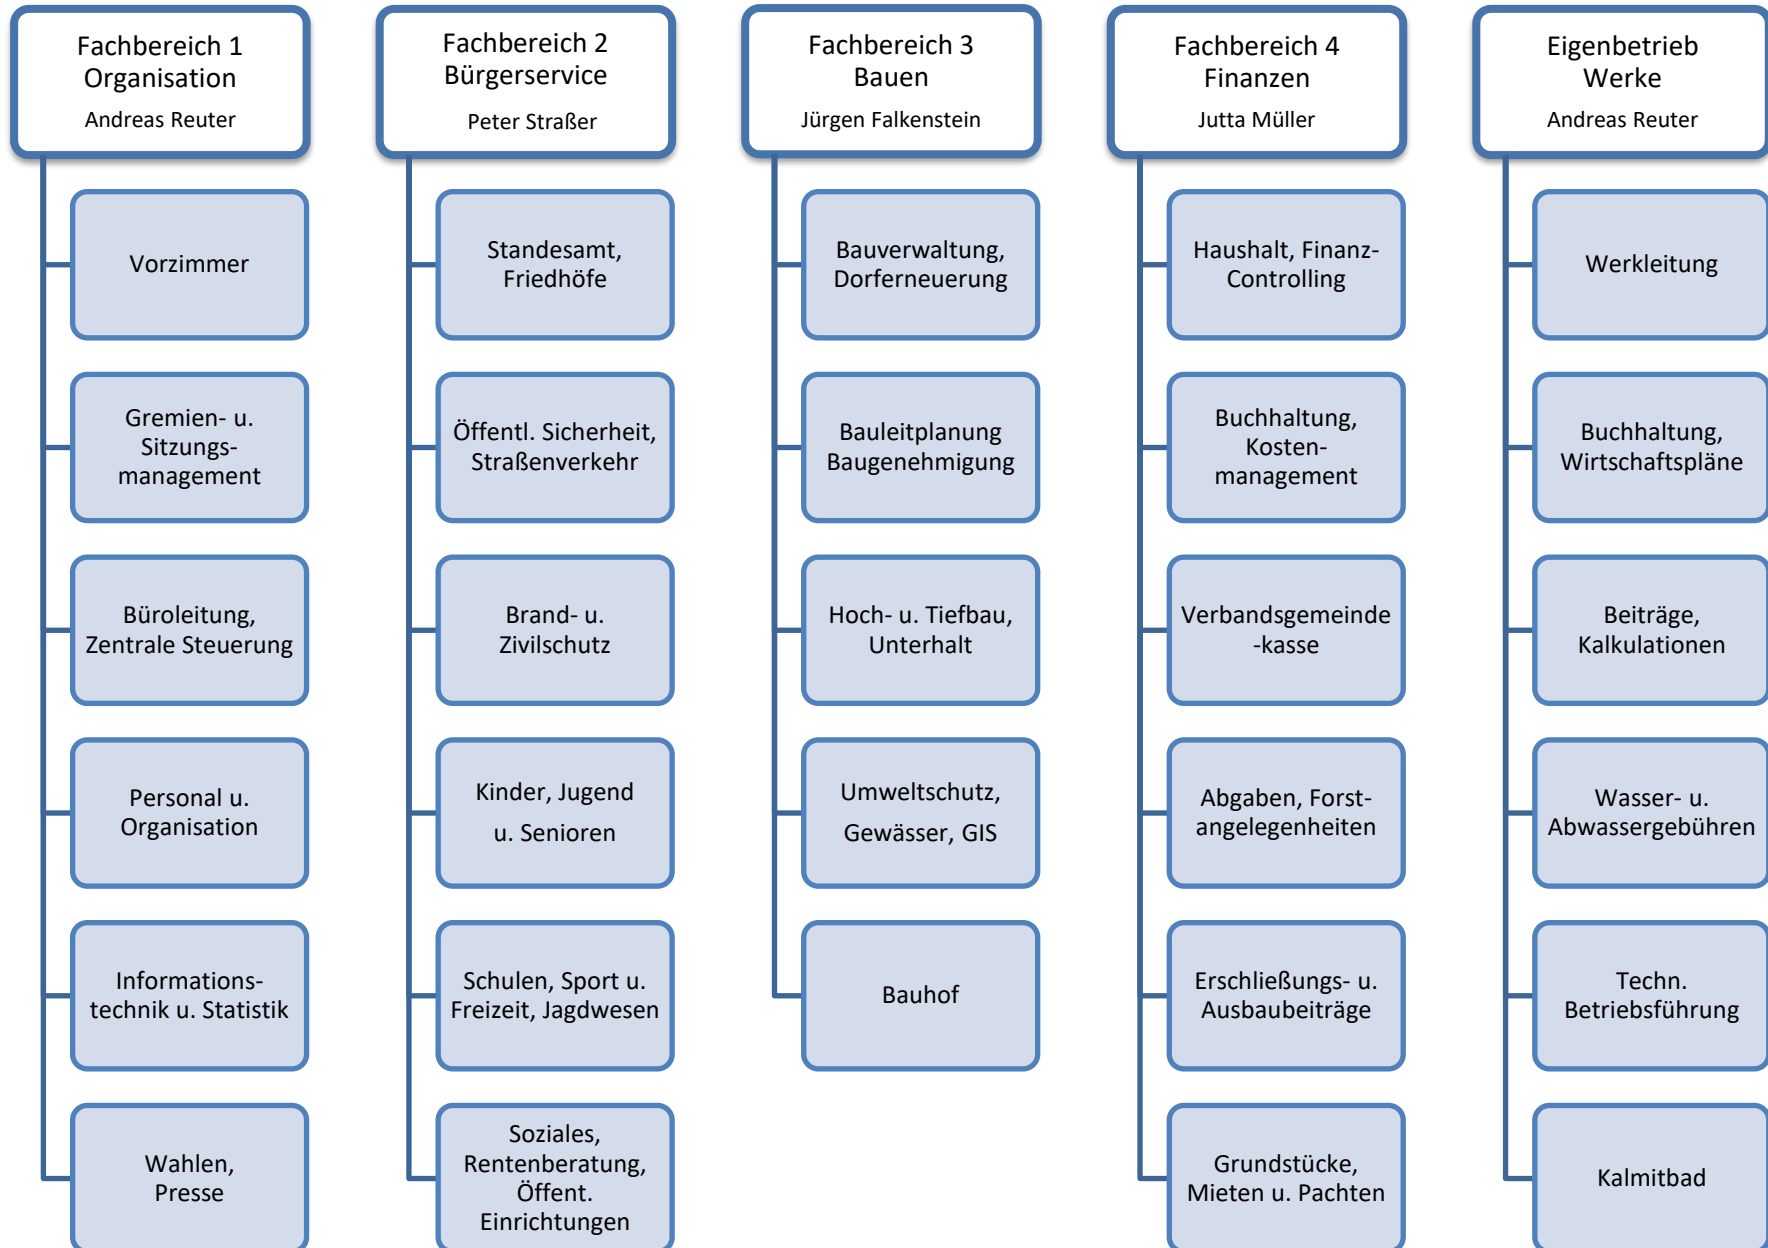 Fachbereich 1
Organisation
Andreas Reuter
Vorzimmer
Gremien- u.
Sitzungs-
management
Büroleitung,
Zentrale Steuerung
Personal u.
Organisation
Informations-
technik u. Statistik
Wahlen,
Presse
Fachbereich 2
Bürgerservice
Peter Straßer
Standesamt,
Friedhöfe
Öffentl. Sicherheit,
Straßenverkehr
Brand- u.
Zivilschutz
Kinder, Jugend
u. Senioren
Schulen, Sport u.
Freizeit, Jagdwesen
Soziales,
Rentenberatung,
Öffent.
Einrichtungen
Fachbereich 3
Bauen
Jürgen Falkenstein
Bauverwaltung,
Dorferneuerung
Bauleitplanung
Baugenehmigung
Hoch- u. Tiefbau,
Unterhalt
Umweltschutz,
Gewässer, GIS
Bauhof
Fachbereich 4
Finanzen
Jutta Müller
Haushalt, Finanz-
Controlling
Buchhaltung,
Kosten-
management
Verbandsgemeinde
-kasse
Abgaben, Forst-
angelegenheiten
Erschließungs- u.
Ausbaubeiträge
Grundstücke,
Mieten u. Pachten
Eigenbetrieb
Werke
Andreas Reuter
Werkleitung
Buchhaltung,
Wirtschaftspläne
Beiträge,
Kalkulationen
Wasser- u.
Abwassergebühren
Techn.
Betriebsführung
Kalmitbad